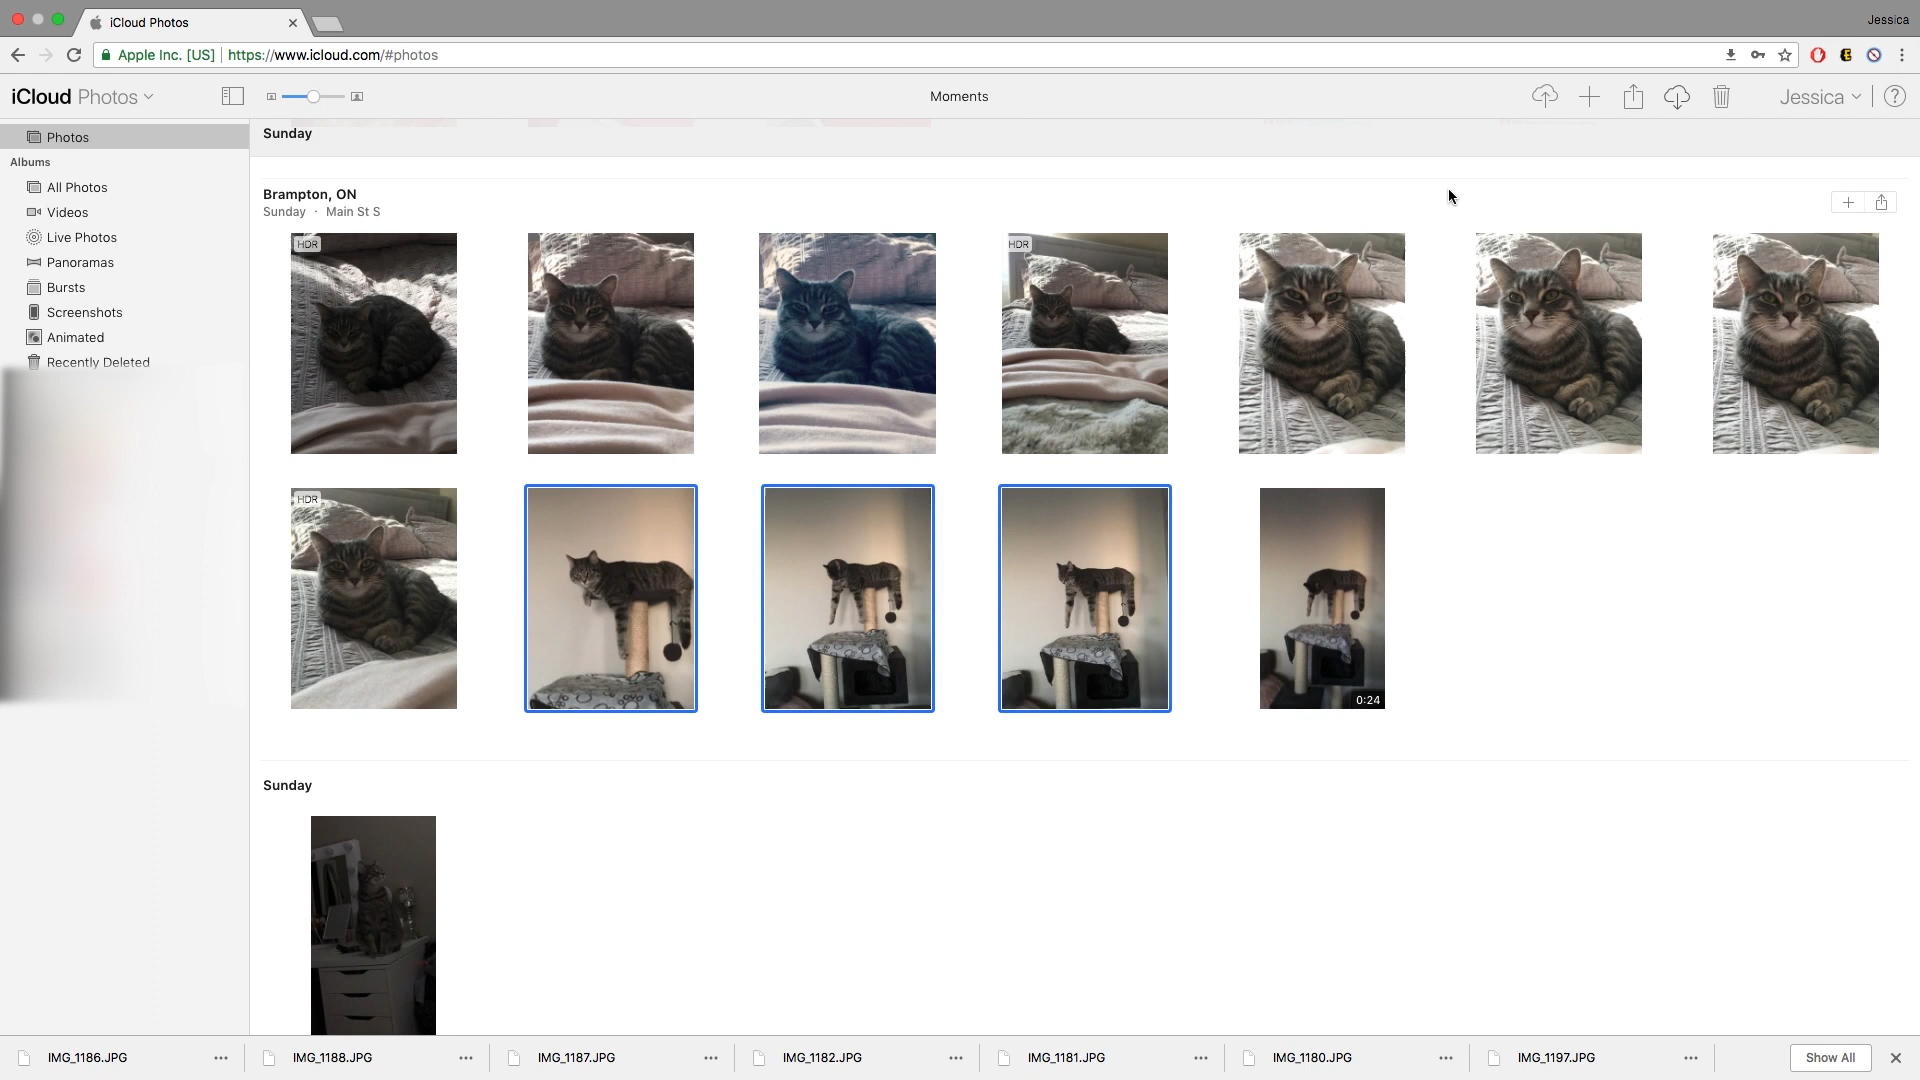 iCloud Photos
Jessica
Apple Inc. [US]
https://www.icloud.com/#photos
iCloud Photos
Moments
Jessica
?
Photos
Albums
All Photos
Videos
Live Photos
Panoramas
Bursts
Screenshots
Animated
Recently Deleted
Sunday
Brampton, ON
Sunday · Main St S
HDR
HDR
HDR
0:24
Sunday
IMG_1186.JPG
IMG_1188.JPG
IMG_1187.JPG
IMG_1182.JPG
IMG_1181.JPG
IMG_1180.JPG
IMG_1197.JPG
Show All